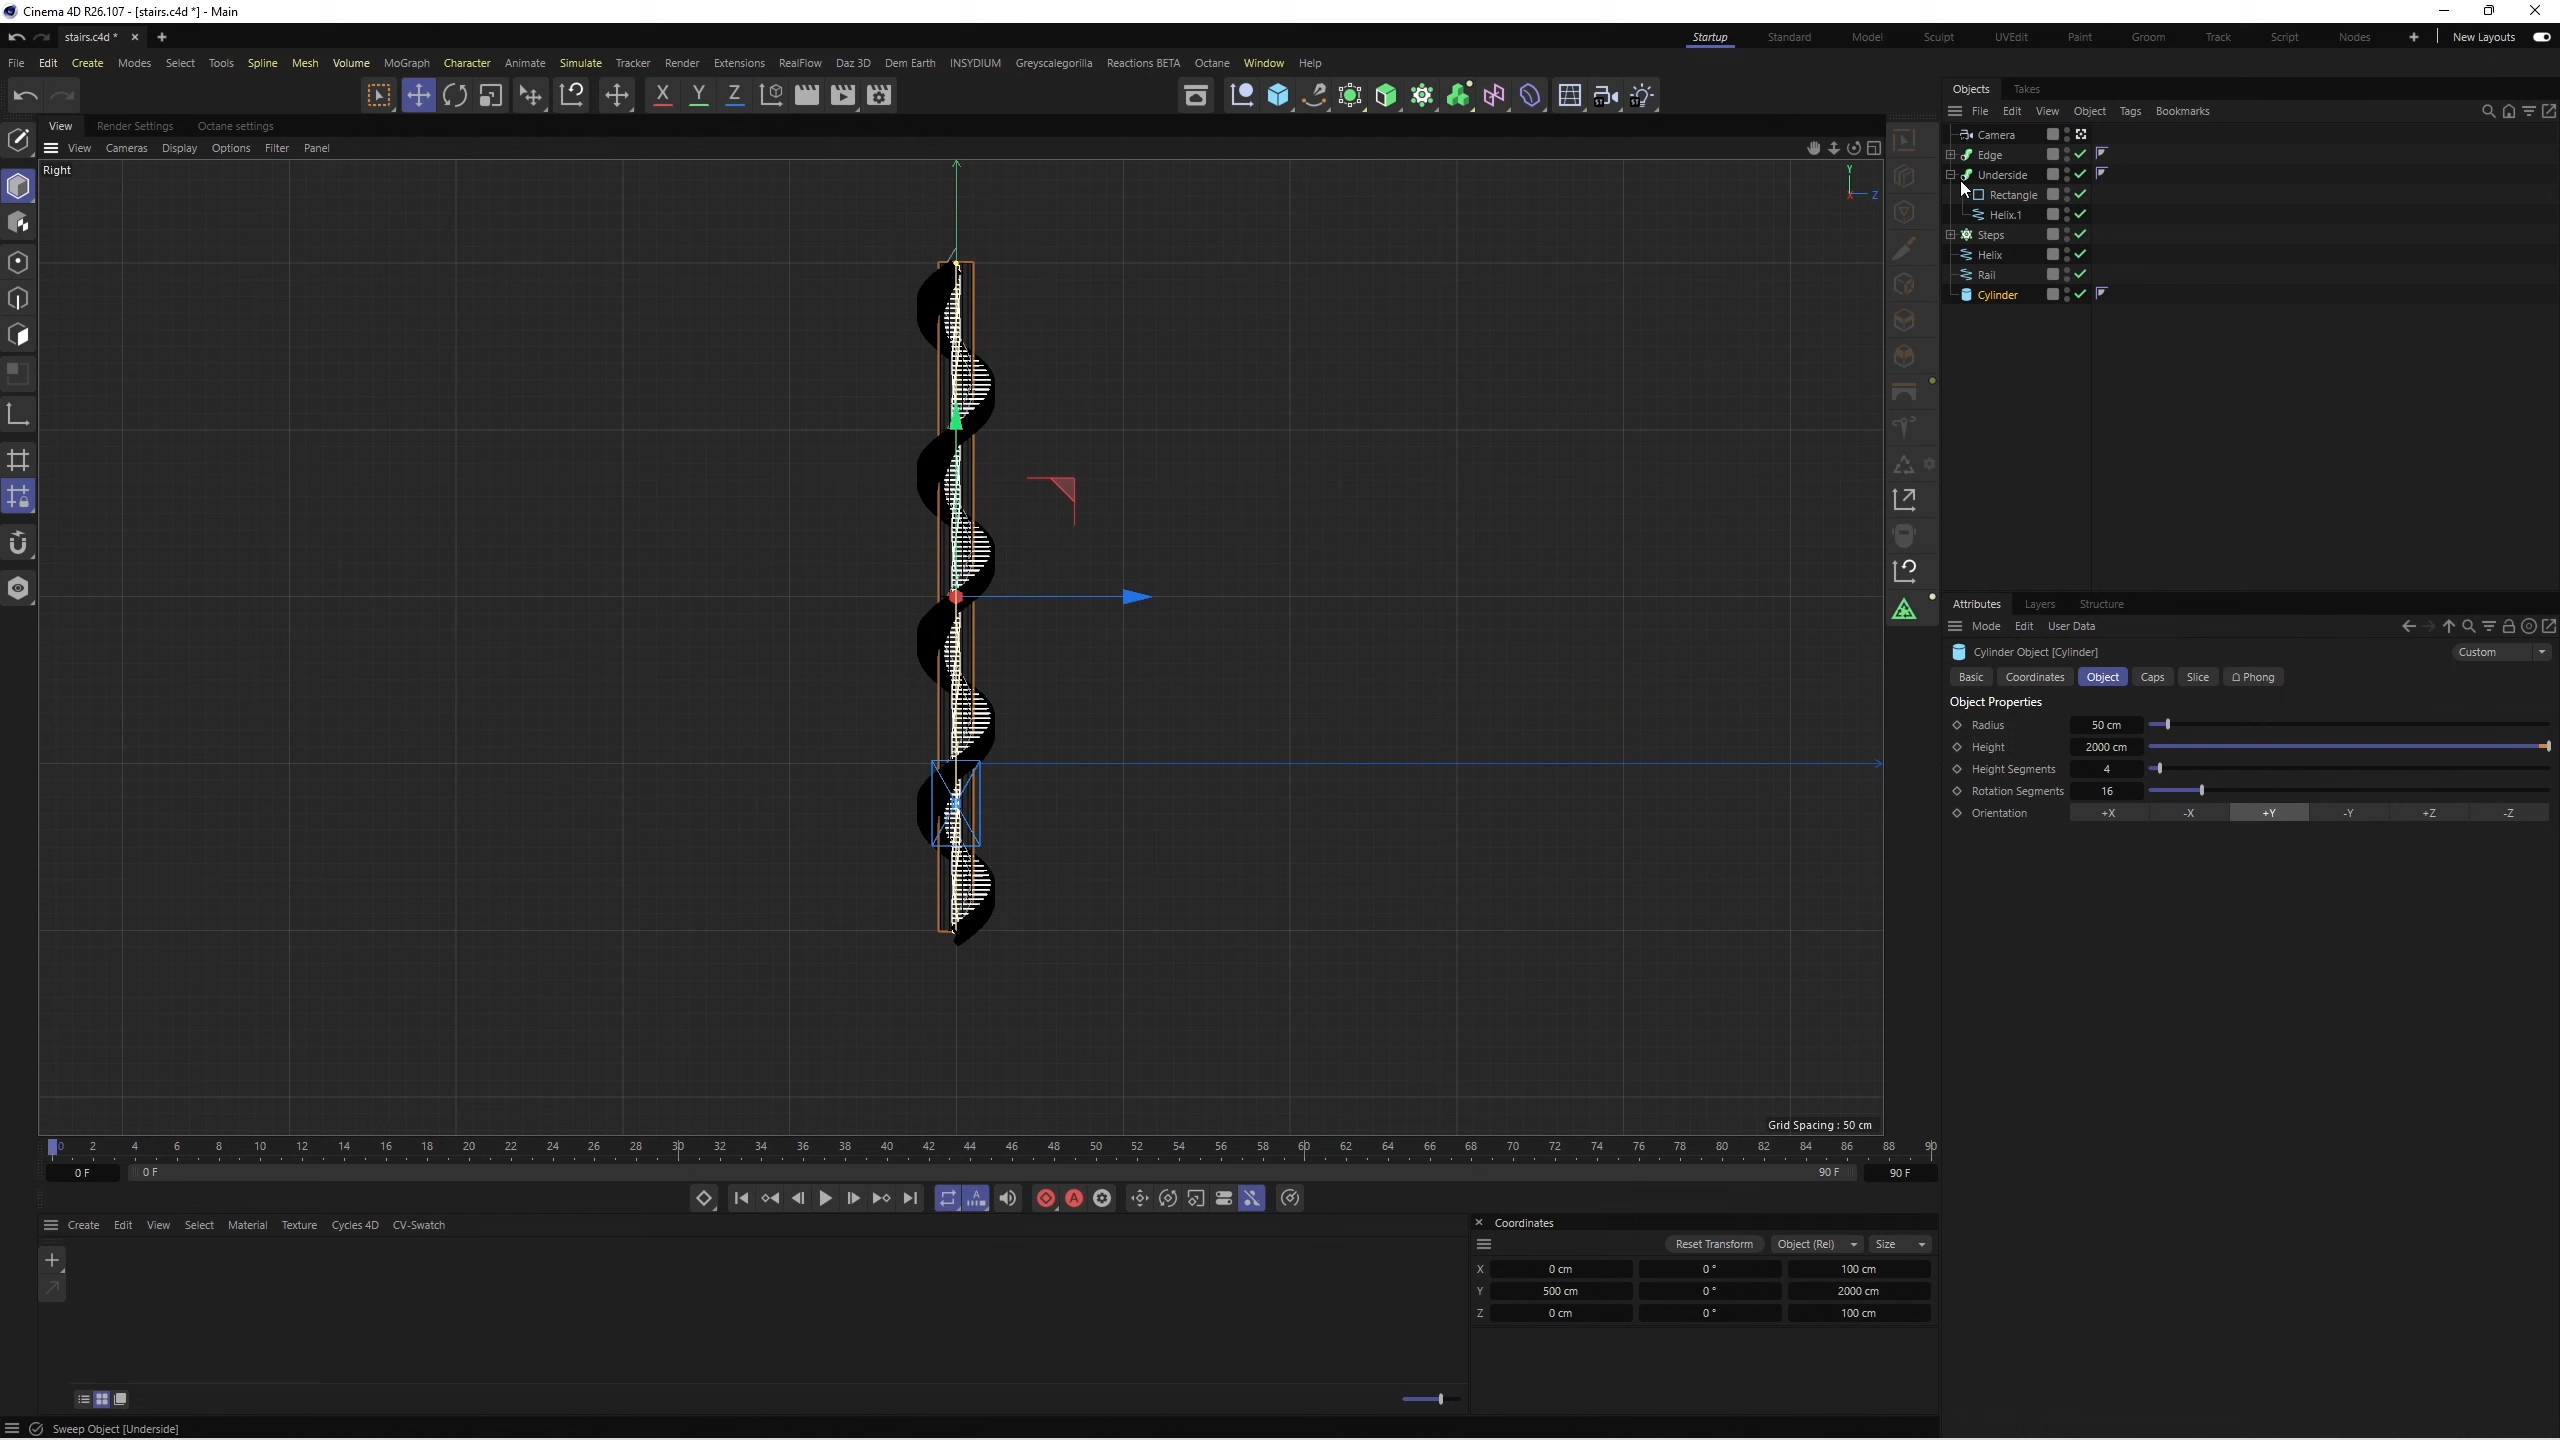 Cinema 4D R26.107 - [stairs.c4d *] - Main
stairs.c4d *
Startup Standard Model Sculpt UVEdit Paint Groom Track Script Nodes New Layouts
File Edit Create Modes Select Tools Spline Mesh Volume MoGraph Character Animate Simulate Tracker Render Extensions RealFlow Daz 3D Dem Earth INSYDIUM Greyscalegorilla Reactions BETA Octane Window Help
X Y Z
Objects Takes
File Edit View Object Tags Bookmarks
View Render Settings Octane settings
View Cameras Display Options Filter Panel
Right
Y
X Z
Camera
Edge
Underside
Rectangle
Helix.1
Steps
Helix
Rail
Cylinder
Attributes Layers Structure
Mode Edit User Data
Cylinder Object [Cylinder] Custom
Basic Coordinates Object Caps Slice Phong
Object Properties
Radius 50 cm
Height 2000 cm
Height Segments 4
Rotation Segments 16
Orientation +X -X +Y -Y +Z -Z
Grid Spacing : 50 cm
0 2 4 6 8 10 12 14 16 18 20 22 24 26 28 30 32 34 36 38 40 42 44 46 48 50 52 54 56 58 60 62 64 66 68 70 72 74 76 78 80 82 84 86 88 90
0 F 0 F 90 F 90 F
Create Edit View Select Material Texture Cycles 4D CV-Swatch
Coordinates
Reset Transform Object (Rel) Size
X 0 cm 0 ° 100 cm
Y 500 cm 0 ° 2000 cm
Z 0 cm 0 ° 100 cm
Sweep Object [Underside]